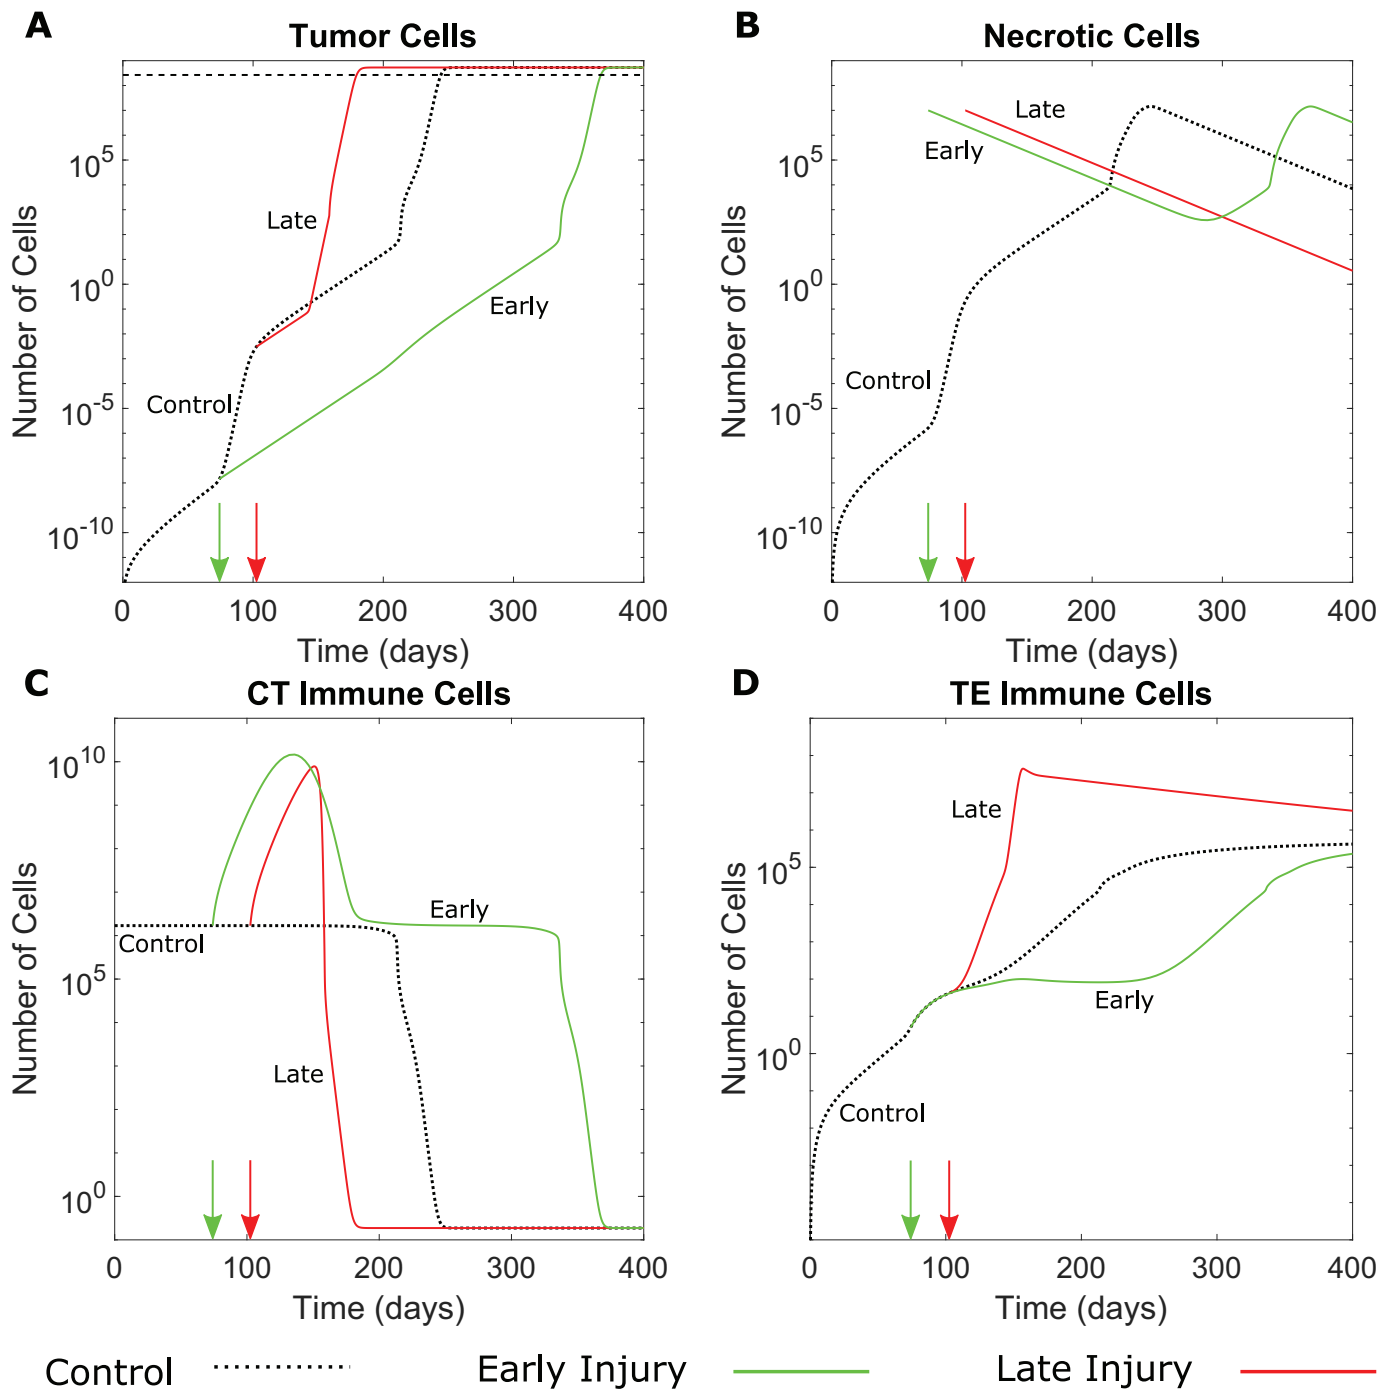 A
Tumor Cells
Number of Cells
10^5
10^0
10^-5
10^-10
Late
Early
Control
0 100 200 300 400
Time (days)
B
Necrotic Cells
Number of Cells
10^5
10^0
10^-5
10^-10
Late
Early
Control
0 100 200 300 400
Time (days)
C
CT Immune Cells
Number of Cells
10^10
10^5
10^0
Early
Control
Late
0 100 200 300 400
Time (days)
D
TE Immune Cells
Number of Cells
10^5
10^0
Late
Early
Control
0 100 200 300 400
Time (days)
Control Early Injury Late Injury